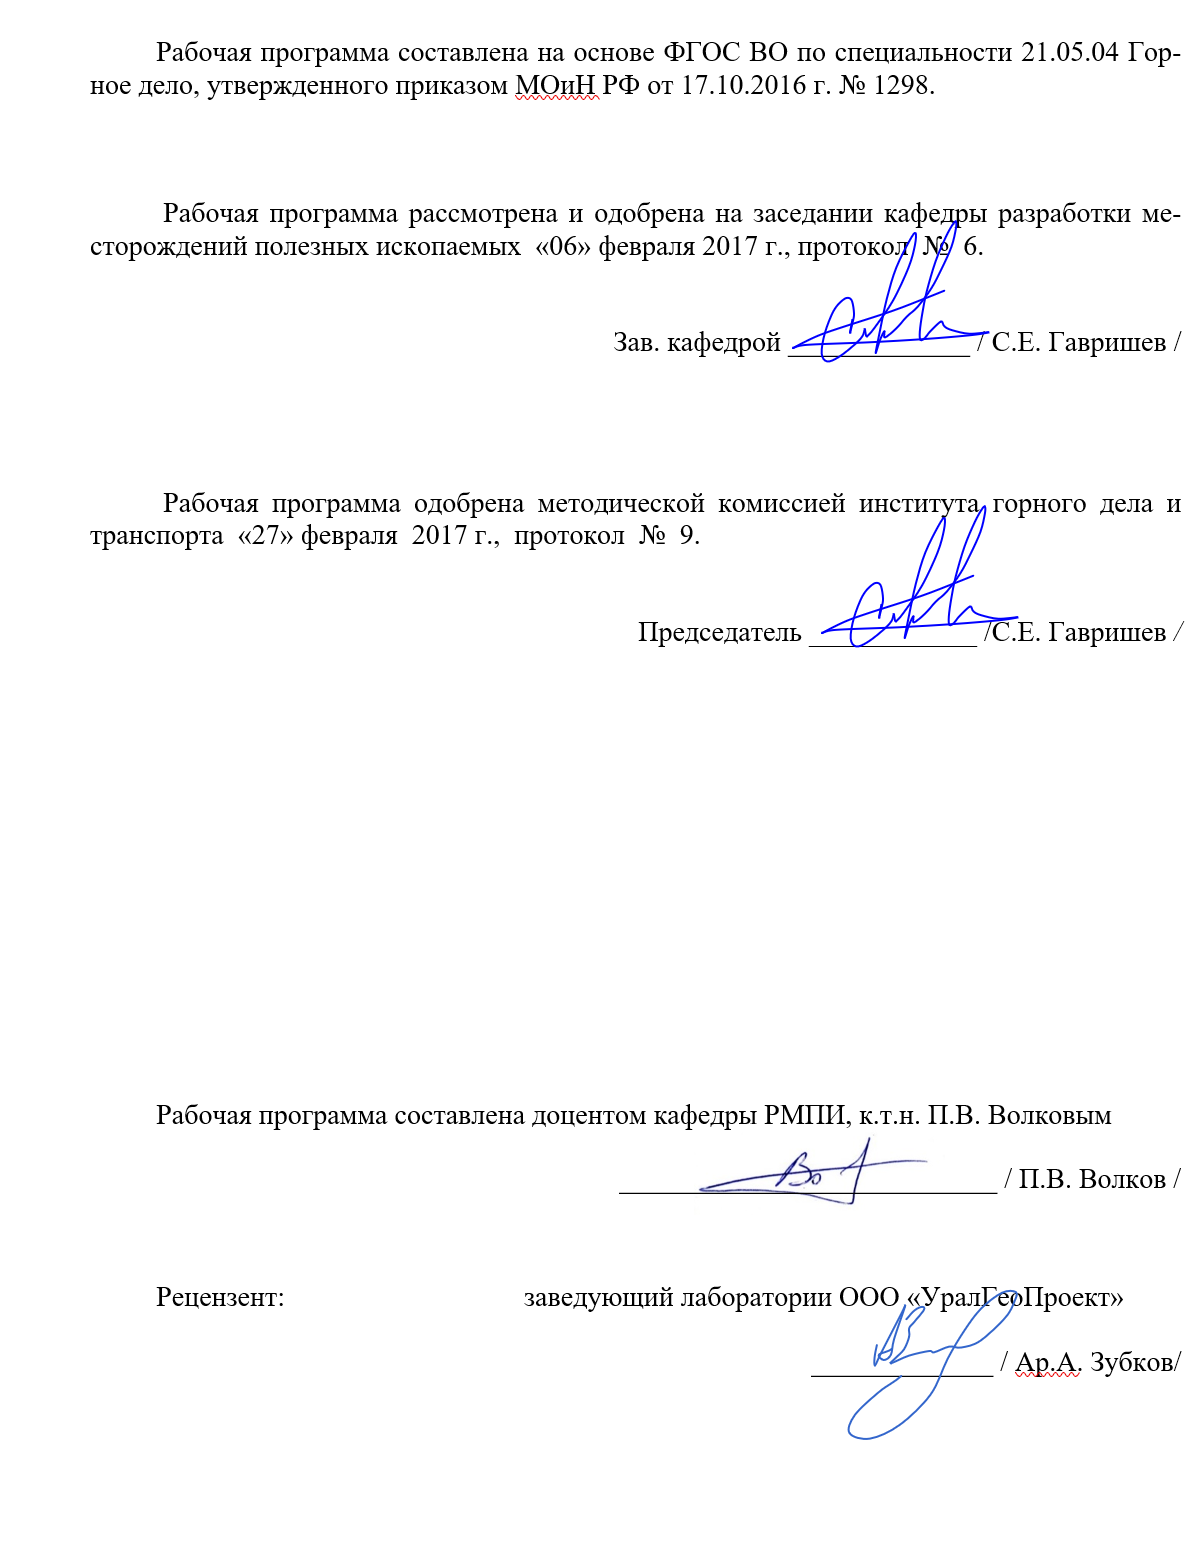 Рабочая программа составлена на основе ФГОС ВО по специальности 21.05.04 Гор-
ное дело, утвержденного приказом МОиН РФ от 17.10.2016 г. № 1298.
Рабочая программа рассмотрена и одобрена на заседании кафедры разработки ме-
сторождений полезных ископаемых «06» февраля 2017 г., протокол № 6.
Зав. кафедрой _____________ / С.Е. Гавришев /
Рабочая программа одобрена методической комиссией института горного дела и
транспорта «27» февраля 2017 г., протокол № 9.
Председатель ____________ /С.Е. Гавришев /
Рабочая программа составлена доцентом кафедры РМПИ, к.т.н. П.В. Волковым
___________________________ / П.В. Волков /
Рецензент: заведующий лаборатории ООО «УралГеоПроект»
_____________ / Ар.А. Зубков/